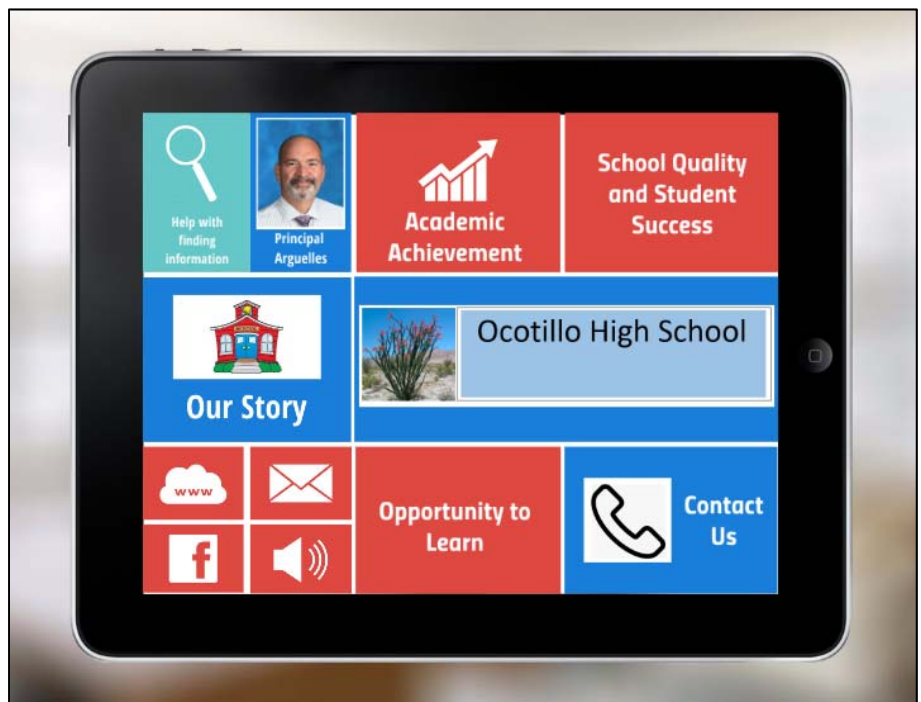 Help with
finding
information
Principal
Arguelles
Academic
Achievement
School Quality
and Student
Success
Our Story
Ocotillo High School
www
f
Opportunity to
Learn
Contact
Us